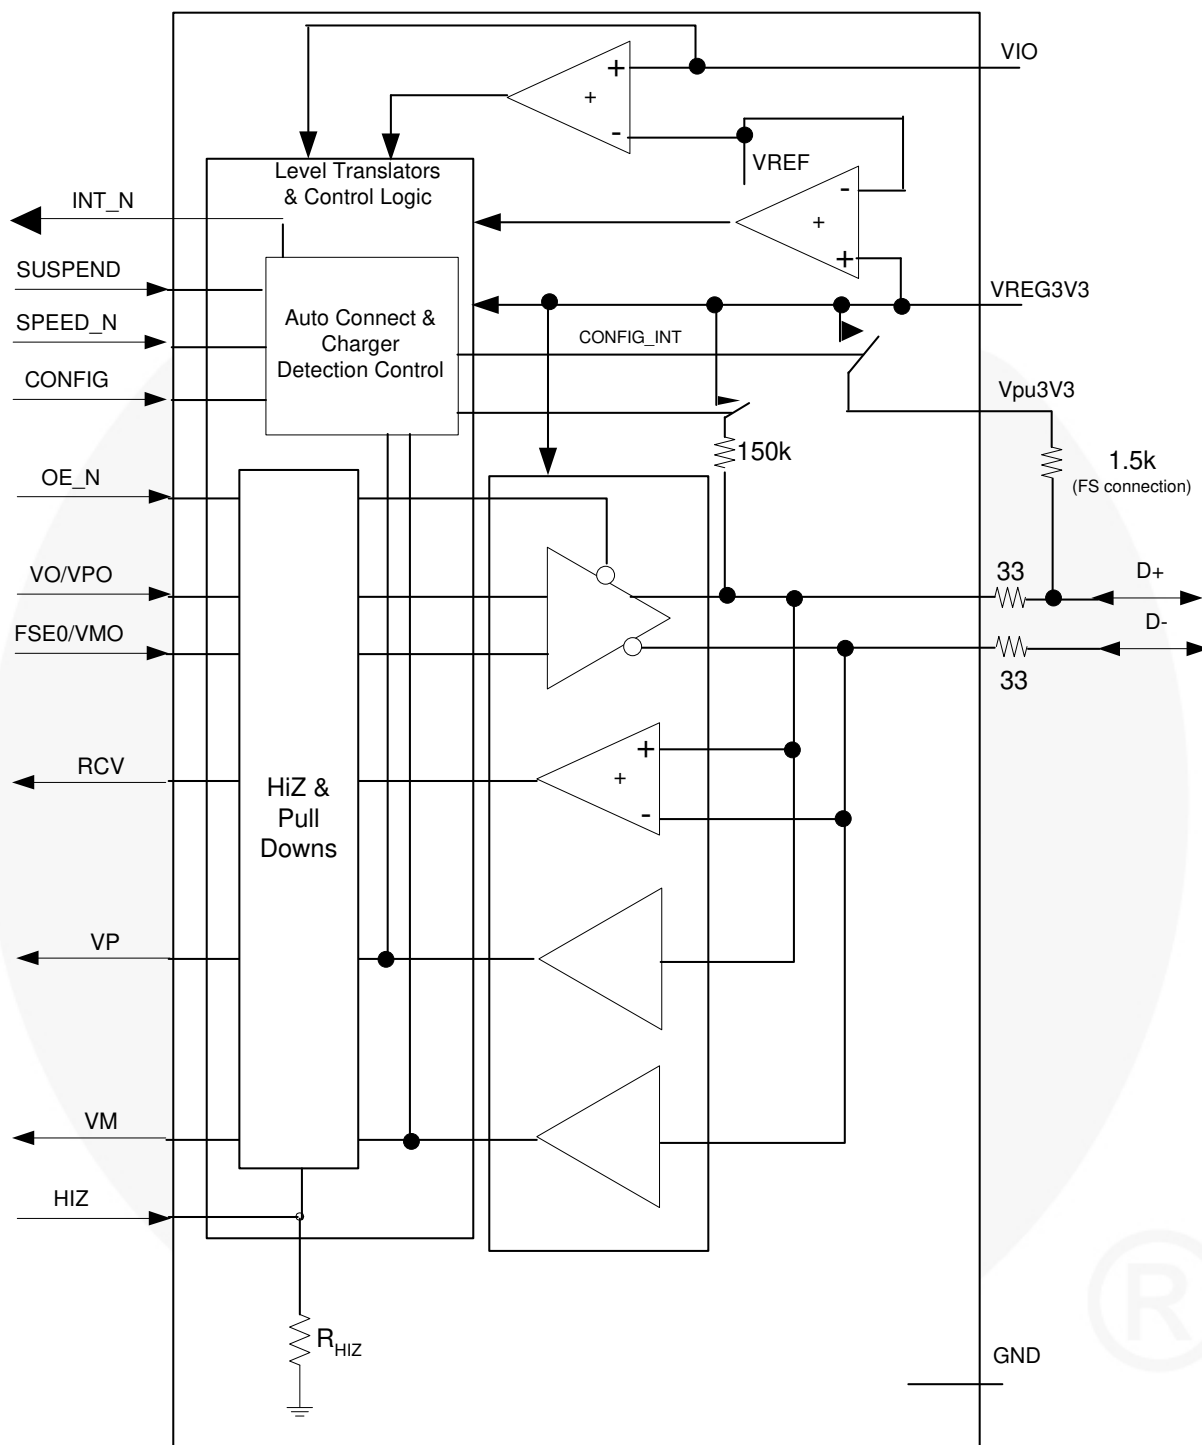 VIO
+
+
-
VREF
Level Translators
& Control Logic
-
+
+
INT_N
SUSPEND
VREG3V3
SPEED_N
Auto Connect &
Charger
Detection Control
CONFIG_INT
CONFIG
Vpu3V3
150k
1.5k
(FS connection)
OE_N
VO/VPO
33
D+
FSE0/VMO
D-
33
RCV
+
+
-
HiZ &
Pull
Downs
VP
VM
HIZ
RHIZ
GND
®